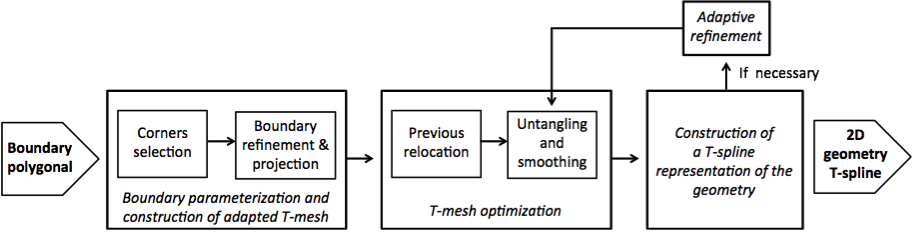 Boundary
polygonal
Corners
selection
Boundary
refinement &
projection
Boundary parameterization and
construction of adapted T-mesh
Previous
relocation
Untangling
and
smoothing
T-mesh optimization
Adaptive
refinement
If necessary
Construction of
a T-spline
representation of the
geometry
2D
geometry
T-spline